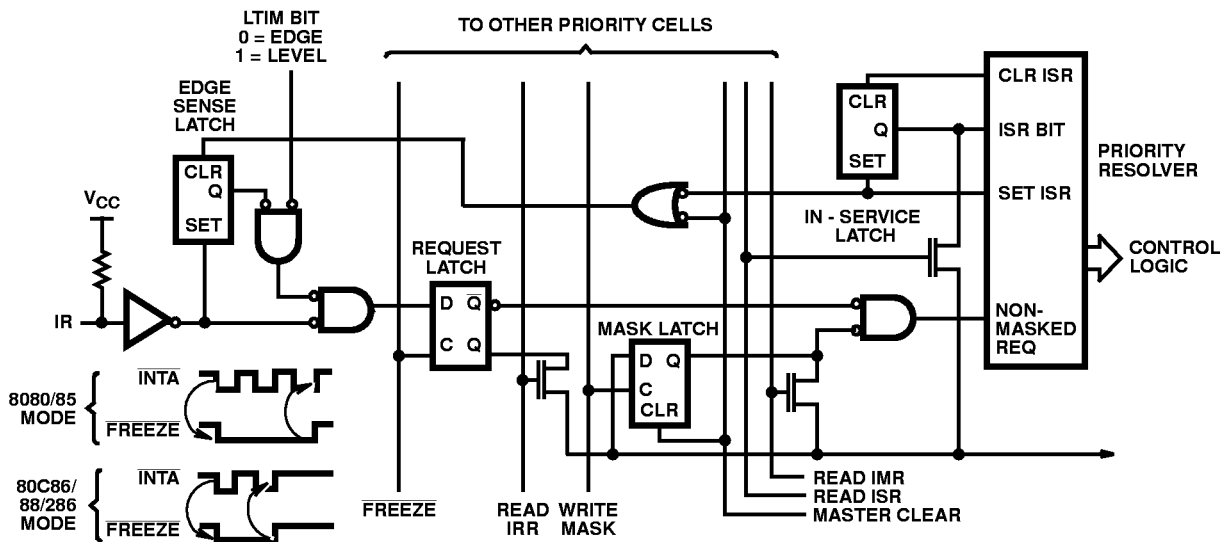 LTIM BIT
0 = EDGE
1 = LEVEL
TO OTHER PRIORITY CELLS
EDGE
SENSE
LATCH
CLR
Q
SET
VCC
IR
REQUEST
LATCH
D Q
C Q
CLR
Q
SET
IN - SERVICE
LATCH
CLR ISR
ISR BIT
SET ISR
NON-
MASKED
REQ
PRIORITY
RESOLVER
CONTROL
LOGIC
MASK LATCH
D Q
C
CLR
8080/85
MODE
INTA
FREEZE
80C86/
88/286
MODE
INTA
FREEZE
FREEZE
READ
IRR
WRITE
MASK
READ IMR
READ ISR
MASTER CLEAR